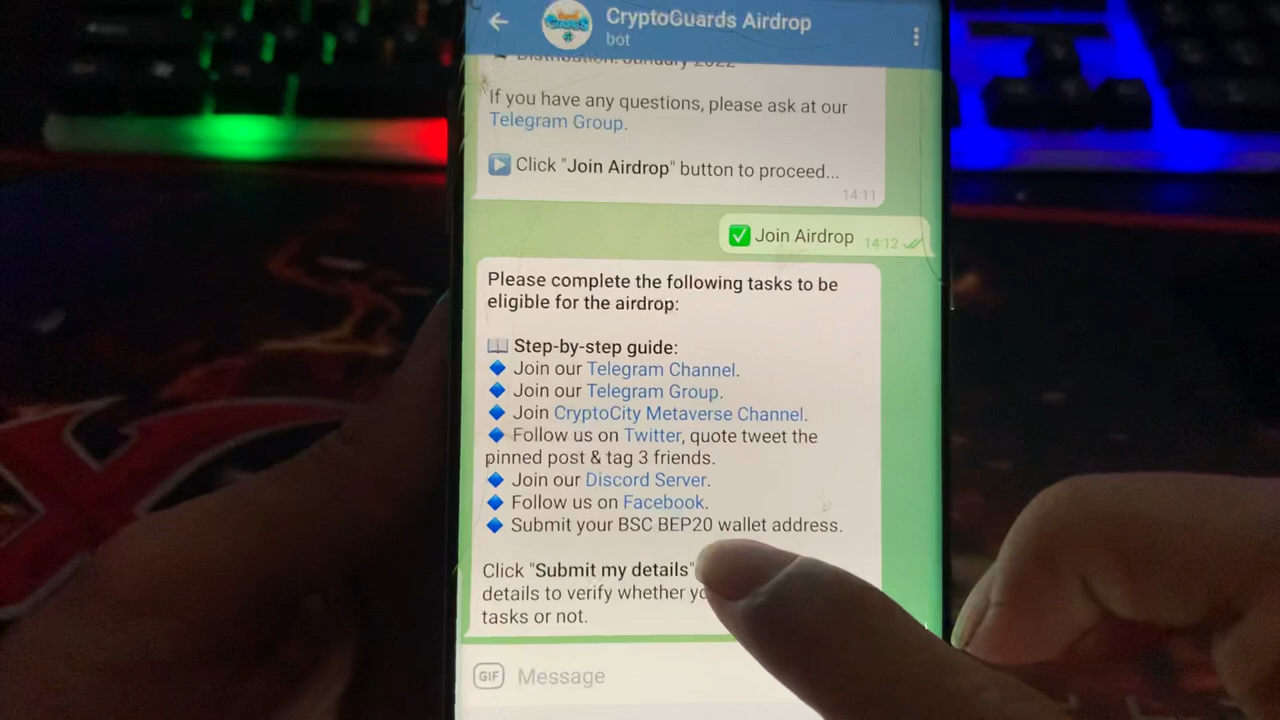 CryptoGuards Airdrop
bot
Distribution: January 2022
If you have any questions, please ask at our
Telegram Group.
Click "Join Airdrop" button to proceed...
14:11
Join Airdrop 14:12
Please complete the following tasks to be
eligible for the airdrop:
Step-by-step guide:
Join our Telegram Channel.
Join our Telegram Group.
Join CryptoCity Metaverse Channel.
Follow us on Twitter, quote tweet the
pinned post & tag 3 friends.
Join our Discord Server.
Follow us on Facebook.
Submit your BSC BEP20 wallet address.
Click "Submit my details"
details to verify whether
tasks or not.
GIF Message